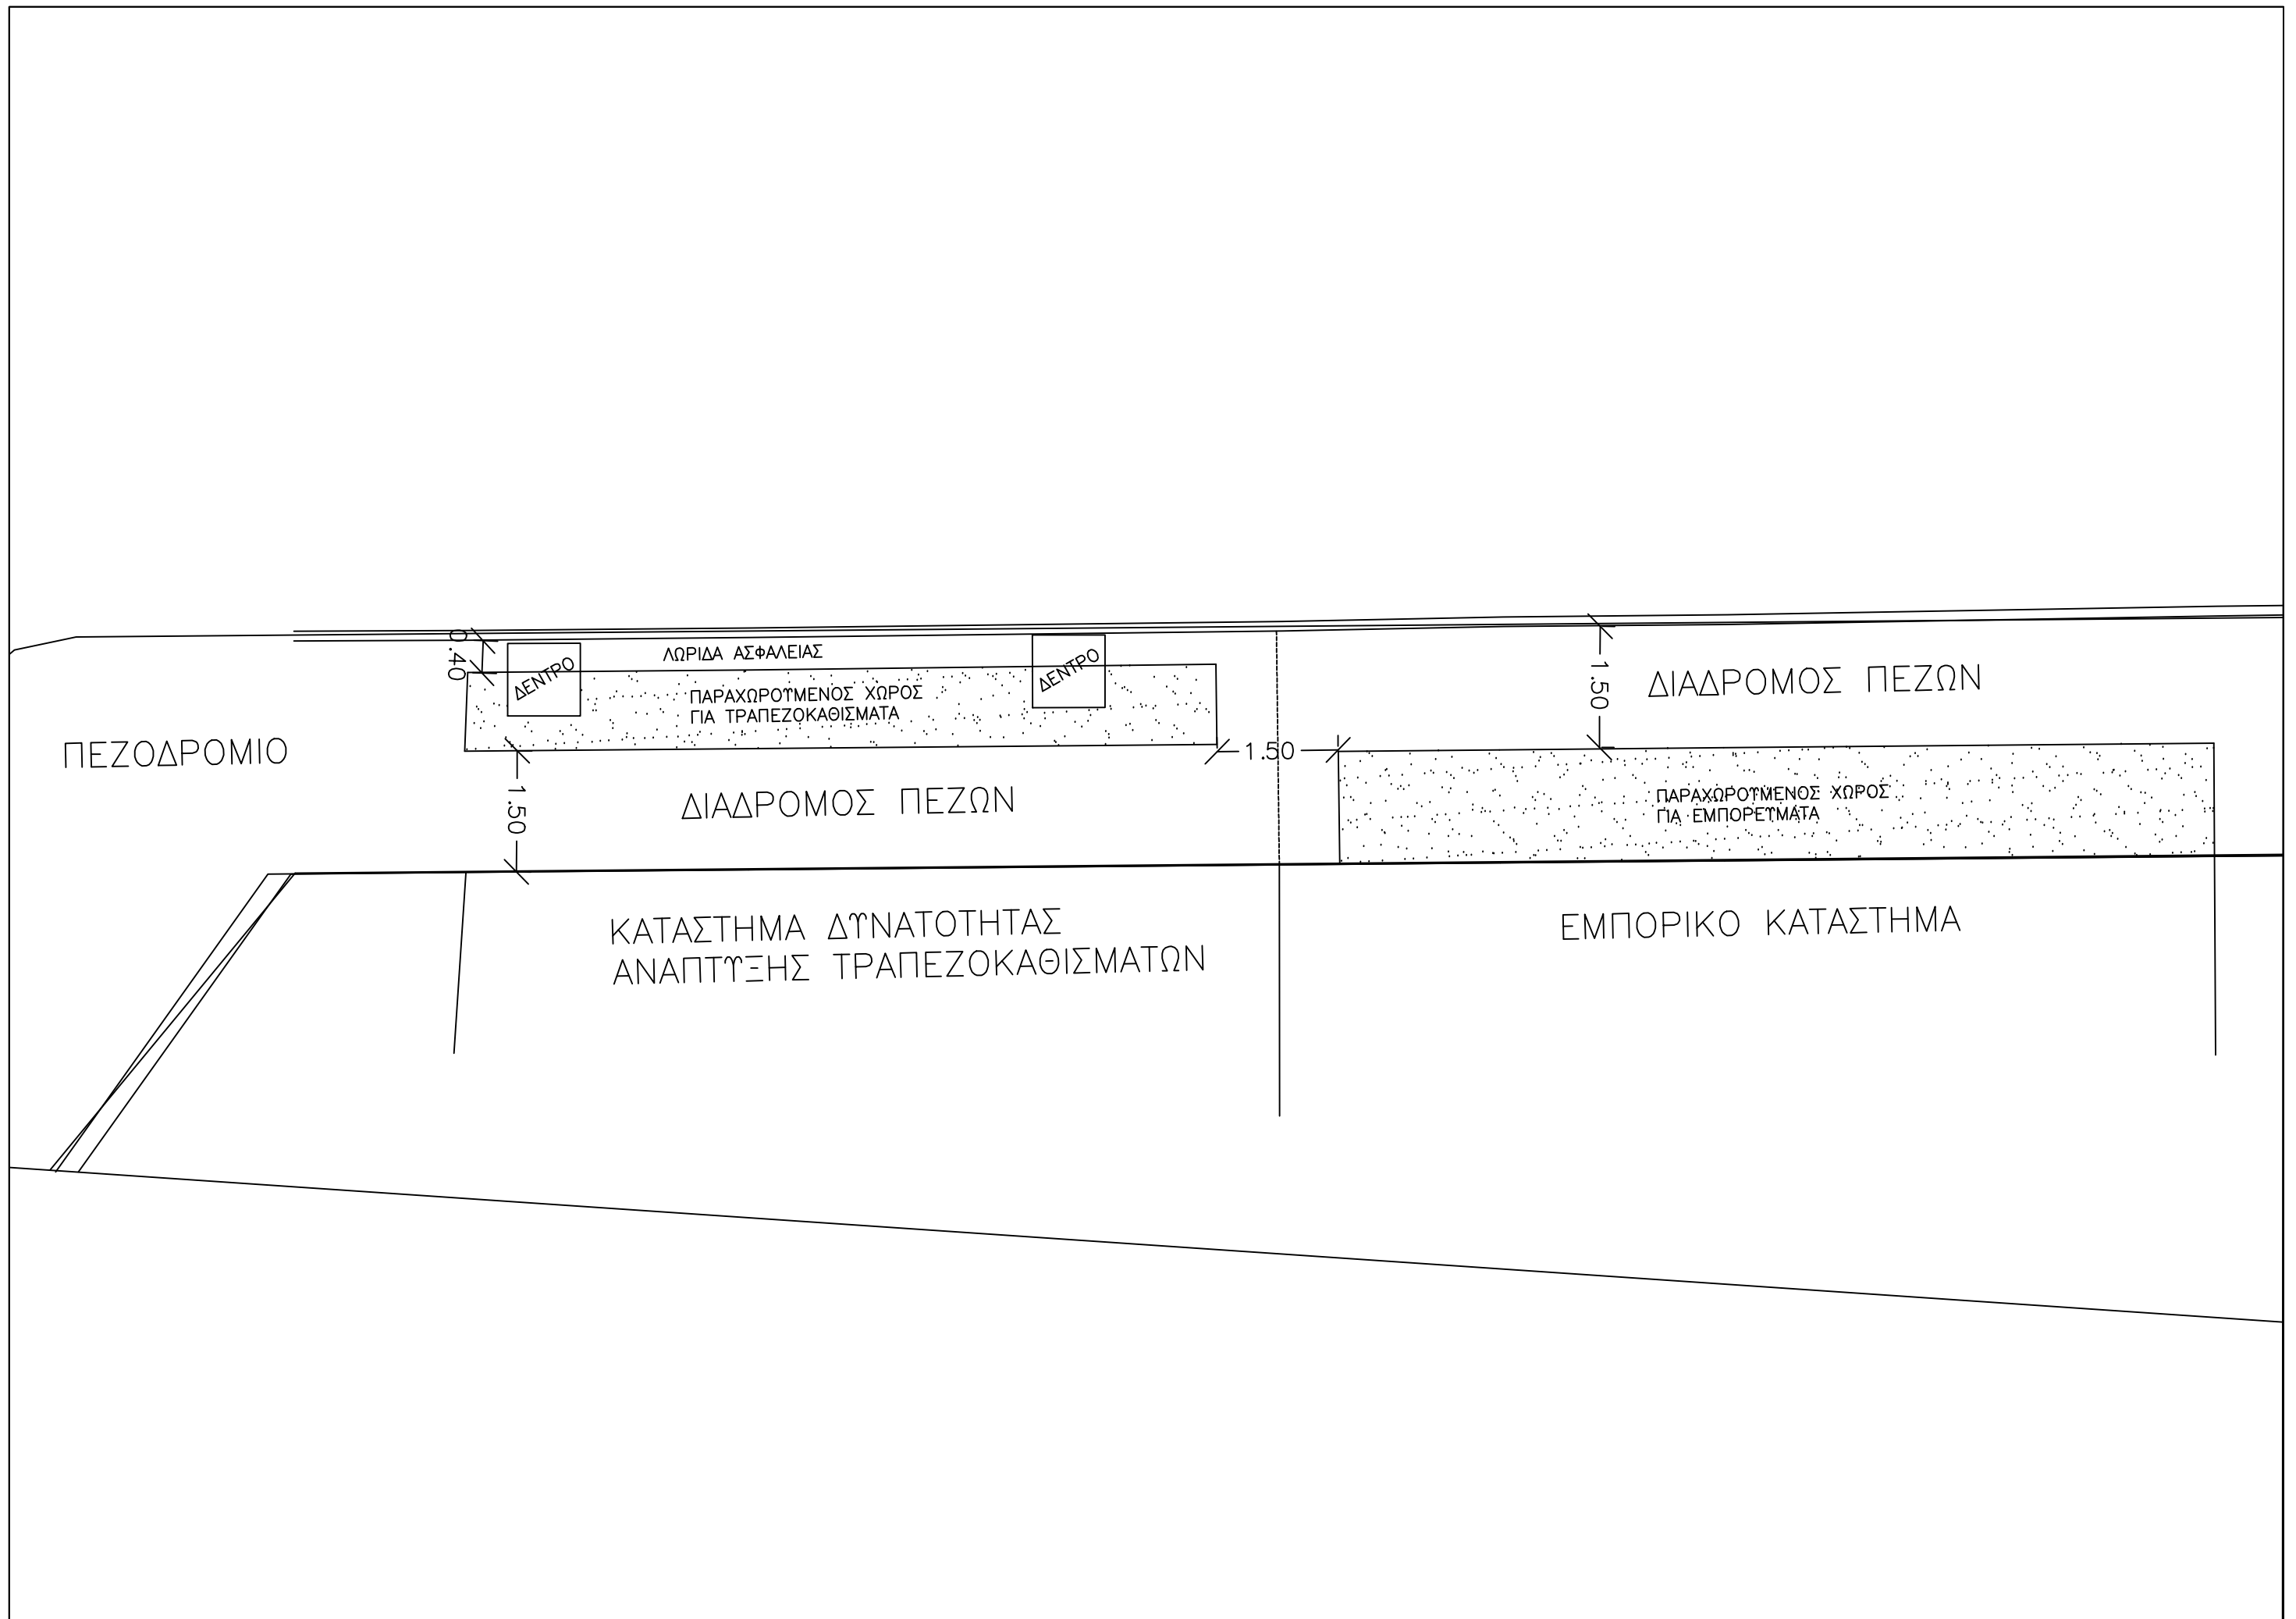 0.40
ΔΕΝΤΡΟ
ΛΩΡΙΔΑ ΑΣΦΑΛΕΙΑΣ
ΔΕΝΤΡΟ
ΠΑΡΑΧΩΡΟΥΜΕΝΟΣ ΧΩΡΟΣ
ΓΙΑ ΤΡΑΠΕΖΟΚΑΘΙΣΜΑΤΑ
1.50
ΔΙΑΔΡΟΜΟΣ ΠΕΖΩΝ
ΠΕΖΟΔΡΟΜΙΟ
1.50
1.50
ΔΙΑΔΡΟΜΟΣ ΠΕΖΩΝ
ΠΑΡΑΧΩΡΟΥΜΕΝΟΣ ΧΩΡΟΣ
ΓΙΑ ΕΜΠΟΡΕΥΜΑΤΑ
ΚΑΤΑΣΤΗΜΑ ΔΥΝΑΤΟΤΗΤΑΣ
ΑΝΑΠΤΥΞΗΣ ΤΡΑΠΕΖΟΚΑΘΙΣΜΑΤΩΝ
ΕΜΠΟΡΙΚΟ ΚΑΤΑΣΤΗΜΑ